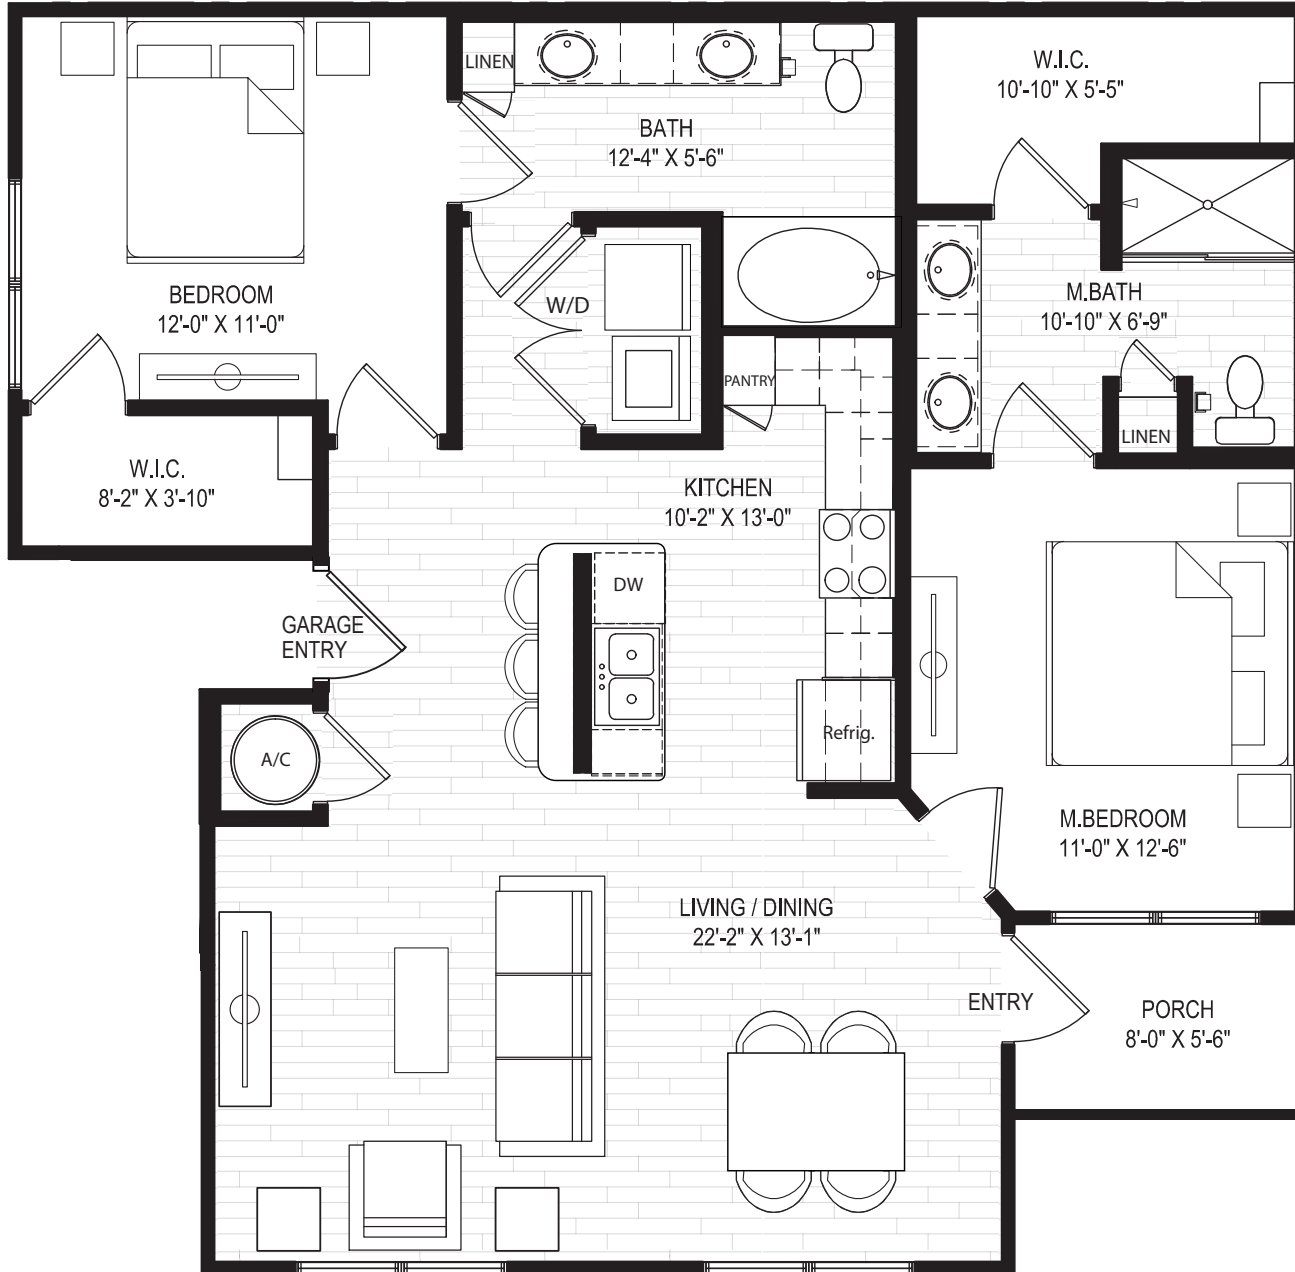 LINEN
W.I.C.
10'-10" X 5'-5"
BATH
12'-4" X 5'-6"
BEDROOM
12'-0" X 11'-0"
W/D
M.BATH
10'-10" X 6'-9"
PANTRY
LINEN
W.I.C.
8'-2" X 3'-10"
KITCHEN
10'-2" X 13'-0"
DW
GARAGE
ENTRY
A/C
Refrig.
M.BEDROOM
11'-0" X 12'-6"
LIVING / DINING
22'-2" X 13'-1"
ENTRY
PORCH
8'-0" X 5'-6"